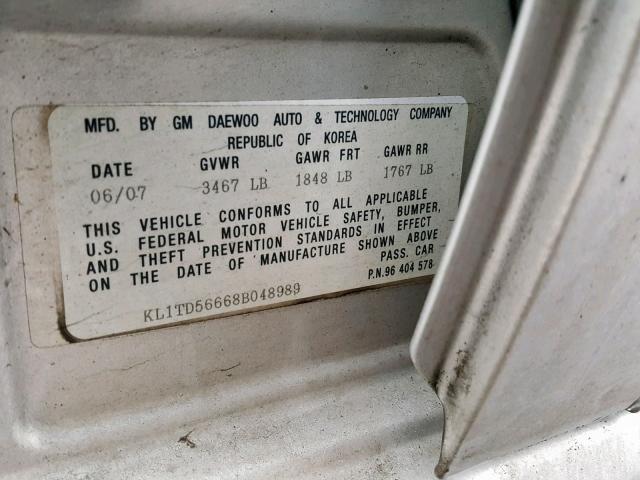 MFD. BY GM DAEWOO AUTO & TECHNOLOGY COMPANY
REPUBLIC OF KOREA
DATE GVWR GAWR FRT GAWR RR
06/07 3467 LB 1848 LB 1767 LB
THIS VEHICLE CONFORMS TO ALL APPLICABLE
U.S. FEDERAL MOTOR VEHICLE SAFETY, BUMPER,
AND THEFT PREVENTION STANDARDS IN EFFECT
ON THE DATE OF MANUFACTURE SHOWN ABOVE
PASS. CAR
P.N.96 404 578
KL1TD56668B048989